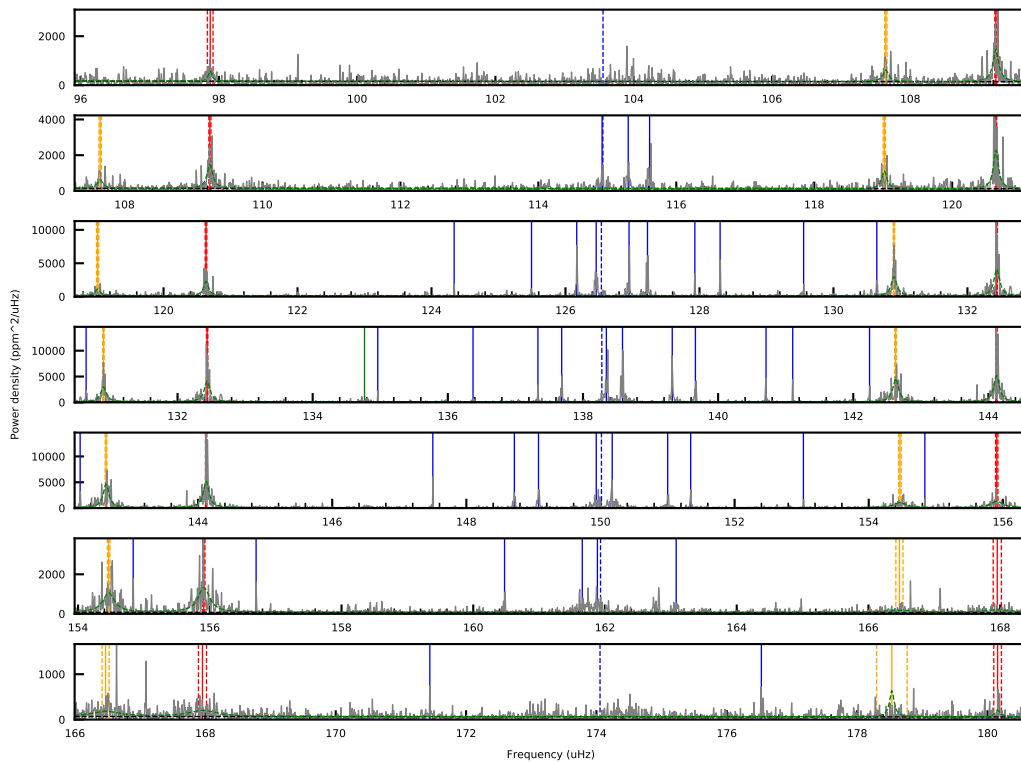 2000
0
96 98 100 102 104 106 108
4000
2000
0
108 110 112 114 116 118 120
10000
5000
0
120 122 124 126 128 130 132
10000
5000
0
132 134 136 138 140 142 144
10000
5000
0
144 146 148 150 152 154 156
2000
0
154 156 158 160 162 164 166 168
1000
0
166 168 170 172 174 176 178 180
Power density (ppm^2/uHz)
Frequency (uHz)